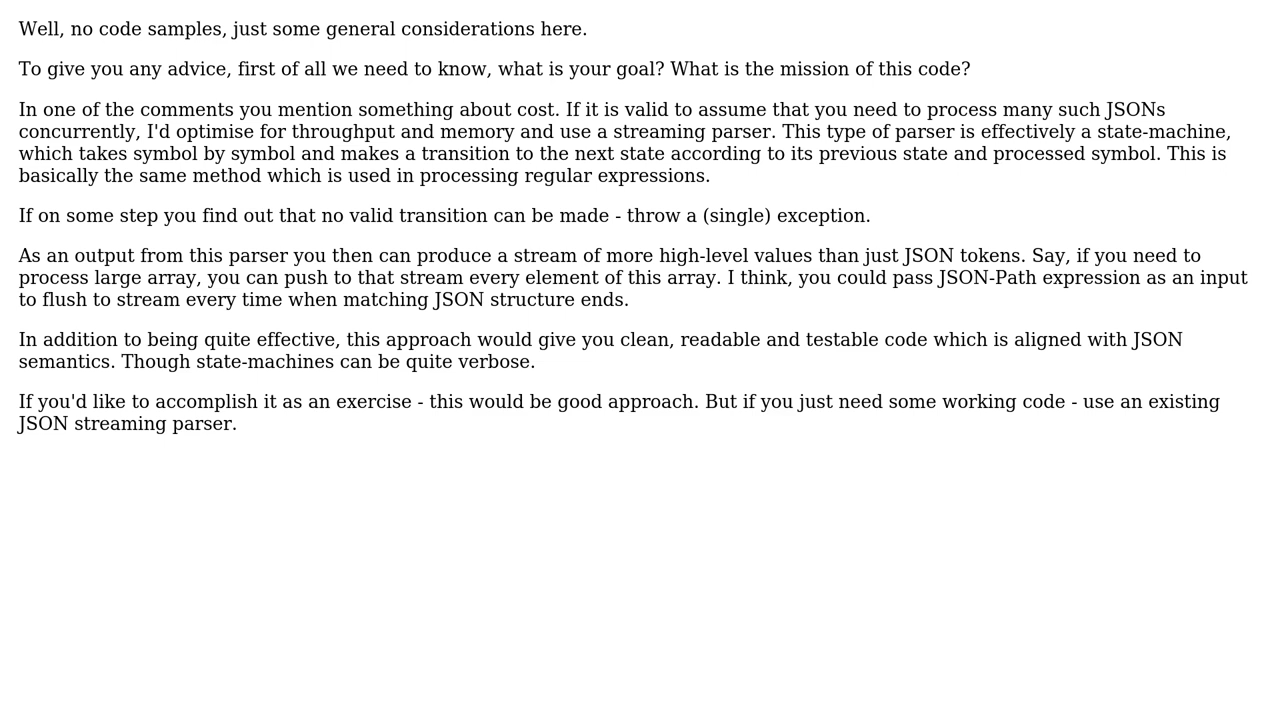 Well, no code samples, just some general considerations here.
To give you any advice, first of all we need to know, what is your goal? What is the mission of this code?
In one of the comments you mention something about cost. If it is valid to assume that you need to process many such JSONs
concurrently, I'd optimise for throughput and memory and use a streaming parser. This type of parser is effectively a state-machine,
which takes symbol by symbol and makes a transition to the next state according to its previous state and processed symbol. This is
basically the same method which is used in processing regular expressions.
If on some step you find out that no valid transition can be made - throw a (single) exception.
As an output from this parser you then can produce a stream of more high-level values than just JSON tokens. Say, if you need to
process large array, you can push to that stream every element of this array. I think, you could pass JSON-Path expression as an input
to flush to stream every time when matching JSON structure ends.
In addition to being quite effective, this approach would give you clean, readable and testable code which is aligned with JSON
semantics. Though state-machines can be quite verbose.
If you'd like to accomplish it as an exercise - this would be good approach. But if you just need some working code - use an existing
JSON streaming parser.